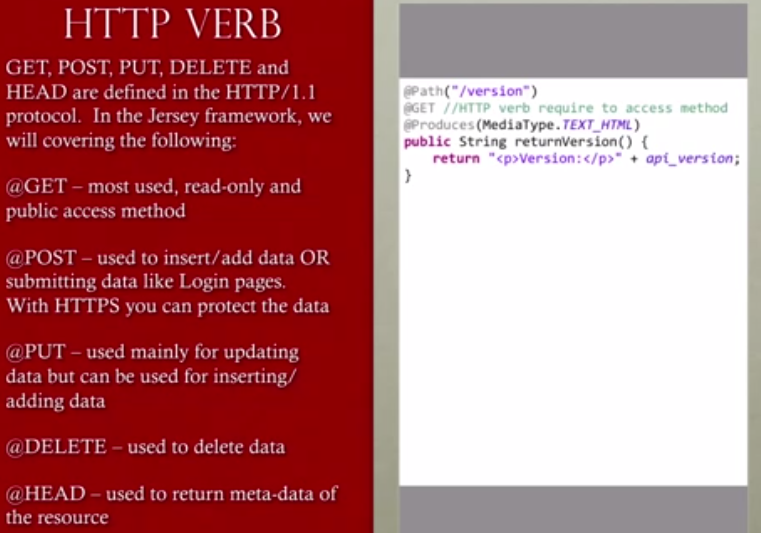 HTTP VERB
GET, POST, PUT, DELETE and
HEAD are defined in the HTTP/1.1
protocol. In the Jersey framework, we
will covering the following:
@GET – most used, read-only and
public access method
@POST – used to insert/add data OR
submitting data like Login pages.
With HTTPS you can protect the data
@PUT – used mainly for updating
data but can be used for inserting/
adding data
@DELETE – used to delete data
@HEAD – used to return meta-data of
the resource
@Path("/version")
@GET //HTTP verb require to access method
@Produces(MediaType.TEXT_HTML)
public String returnVersion() {
    return "<p>Version:</p>" + api_version;
}